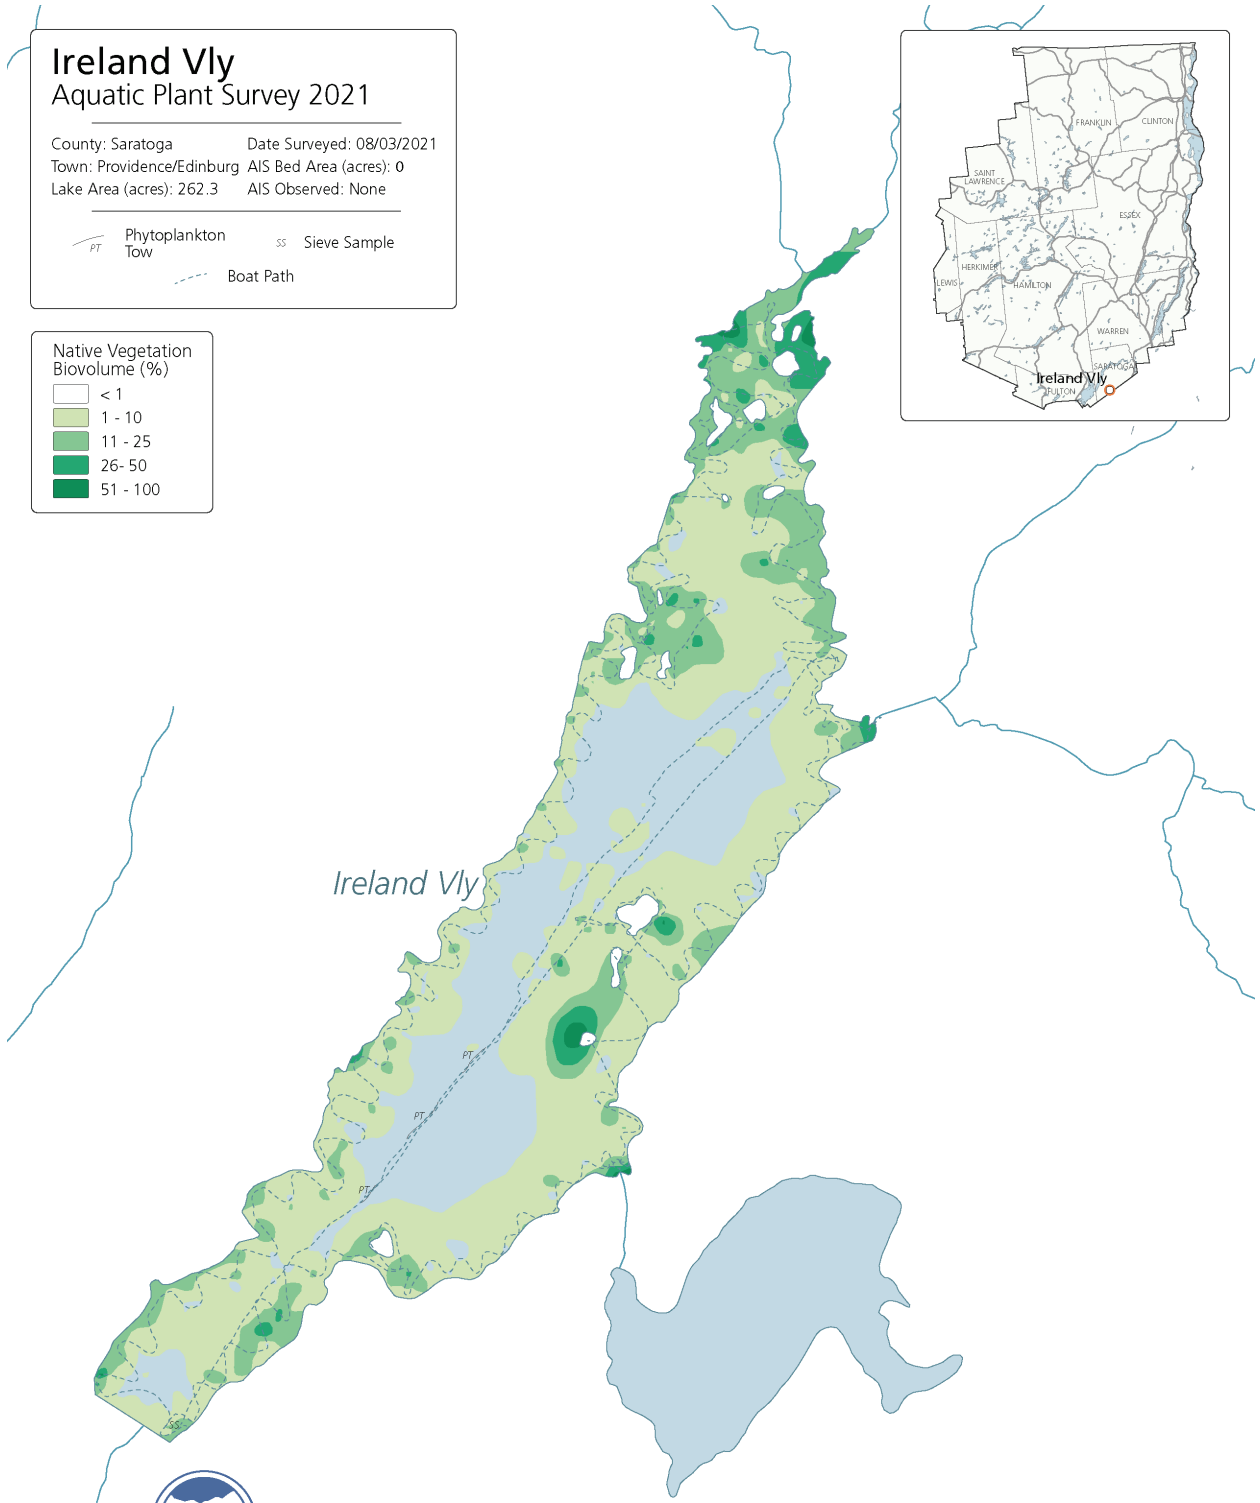 Ireland Vly
Aquatic Plant Survey 2021
County: Saratoga
Date Surveyed: 08/03/2021
Town: Providence/Edinburg
AIS Bed Area (acres): 0
Lake Area (acres): 262.3
AIS Observed: None
PT
Phytoplankton
Tow
SS
Sieve Sample
Boat Path
Native Vegetation
Biovolume (%)
< 1
1 - 10
11 - 25
26- 50
51 - 100
FRANKLIN
CLINTON
SAINT
LAWRENCE
ESSEX
HERKIMER
LEWIS
HAMILTON
WARREN
SARATOGA
Ireland Vly
FULTON
Ireland Vly
PT
PT
PT
SS